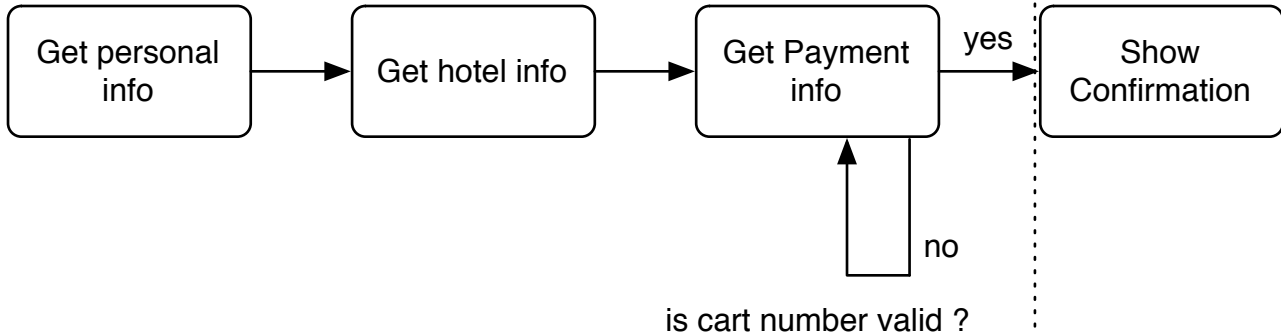 Get personal
info
Get hotel info
Get Payment
info
yes
Show
Confirmation
no
is cart number valid ?